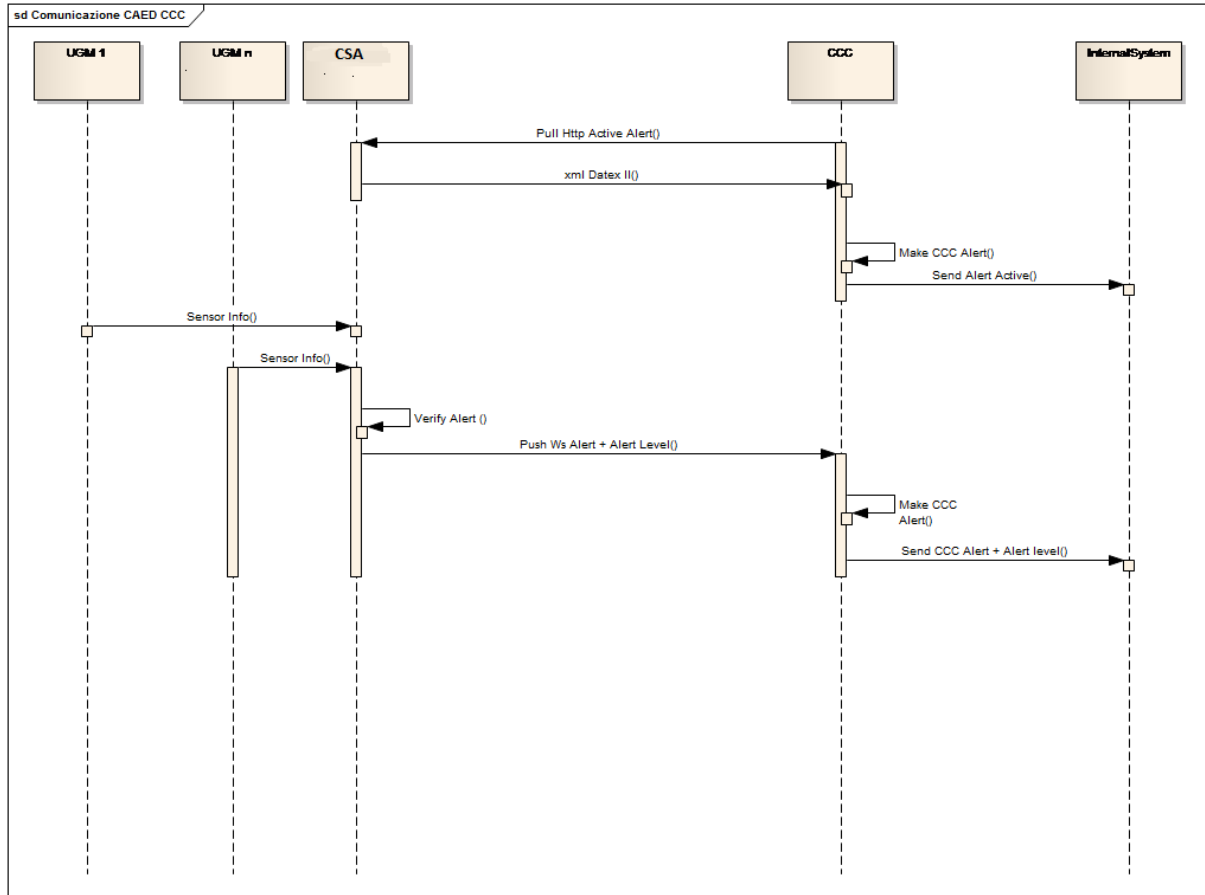 sd Comunicazione CAED CCC
UGM 1
UGM n
CSA
CCC
InternalSystem
Pull Http Active Alert()
xml Datex II()
Make CCC Alert()
Send Alert Active()
Sensor Info()
Sensor Info()
Verify Alert ()
Push Ws Alert + Alert Level()
Make CCC
Alert()
Send CCC Alert + Alert level()